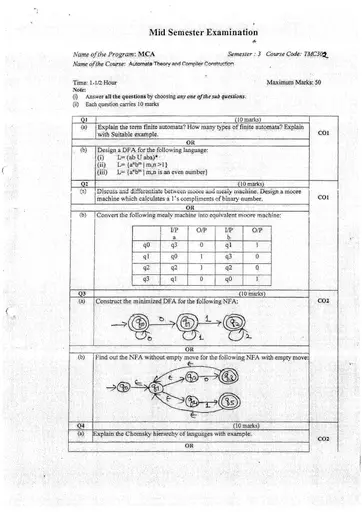 Mid Semester Examination
Name of the Program: MCA Semester : 3 Course Code: TMC302
Name of the Course: Automata Theory and Compiler Construction
Time: 1-1/2 Hour Maximum Marks: 50
Note:
(i) Answer all the questions by choosing any one of the sub questions.
(ii) Each question carries 10 marks
Q1 (10 marks)
(a) Explain the term finite automata? How many types of finite automata? Explain CO1
with Suitable example.
OR
(b) Design a DFA for the following language:
(i) L= (ab U aba)*
(ii) L= {aⁿbᵐ | m,n >1}
(iii) L= {aⁿbᵐ | m,n is an even number}
Q2 (10 marks)
(a) Discuss and differentiate between moore and mealy machine. Design a moore CO1
machine which calculates a 1's compliments of binary number.
OR
(b) Convert the following mealy machine into equivalent moore machine:
I/P O/P I/P O/P
a b
q0 q3 0 q1 1
q1 q0 1 q3 0
q2 q2 1 q2 0
q3 q1 0 q0 1
Q3 (10 marks)
(a) Construct the minimized DFA for the following NFA: CO2
0 1
q0 q1 q2
0 1 2
OR
(b) Find out the NFA without empty move for the following NFA with empty move:
Q4 (10 marks)
(a) Explain the Chomsky hierarchy of languages with example. CO2
OR